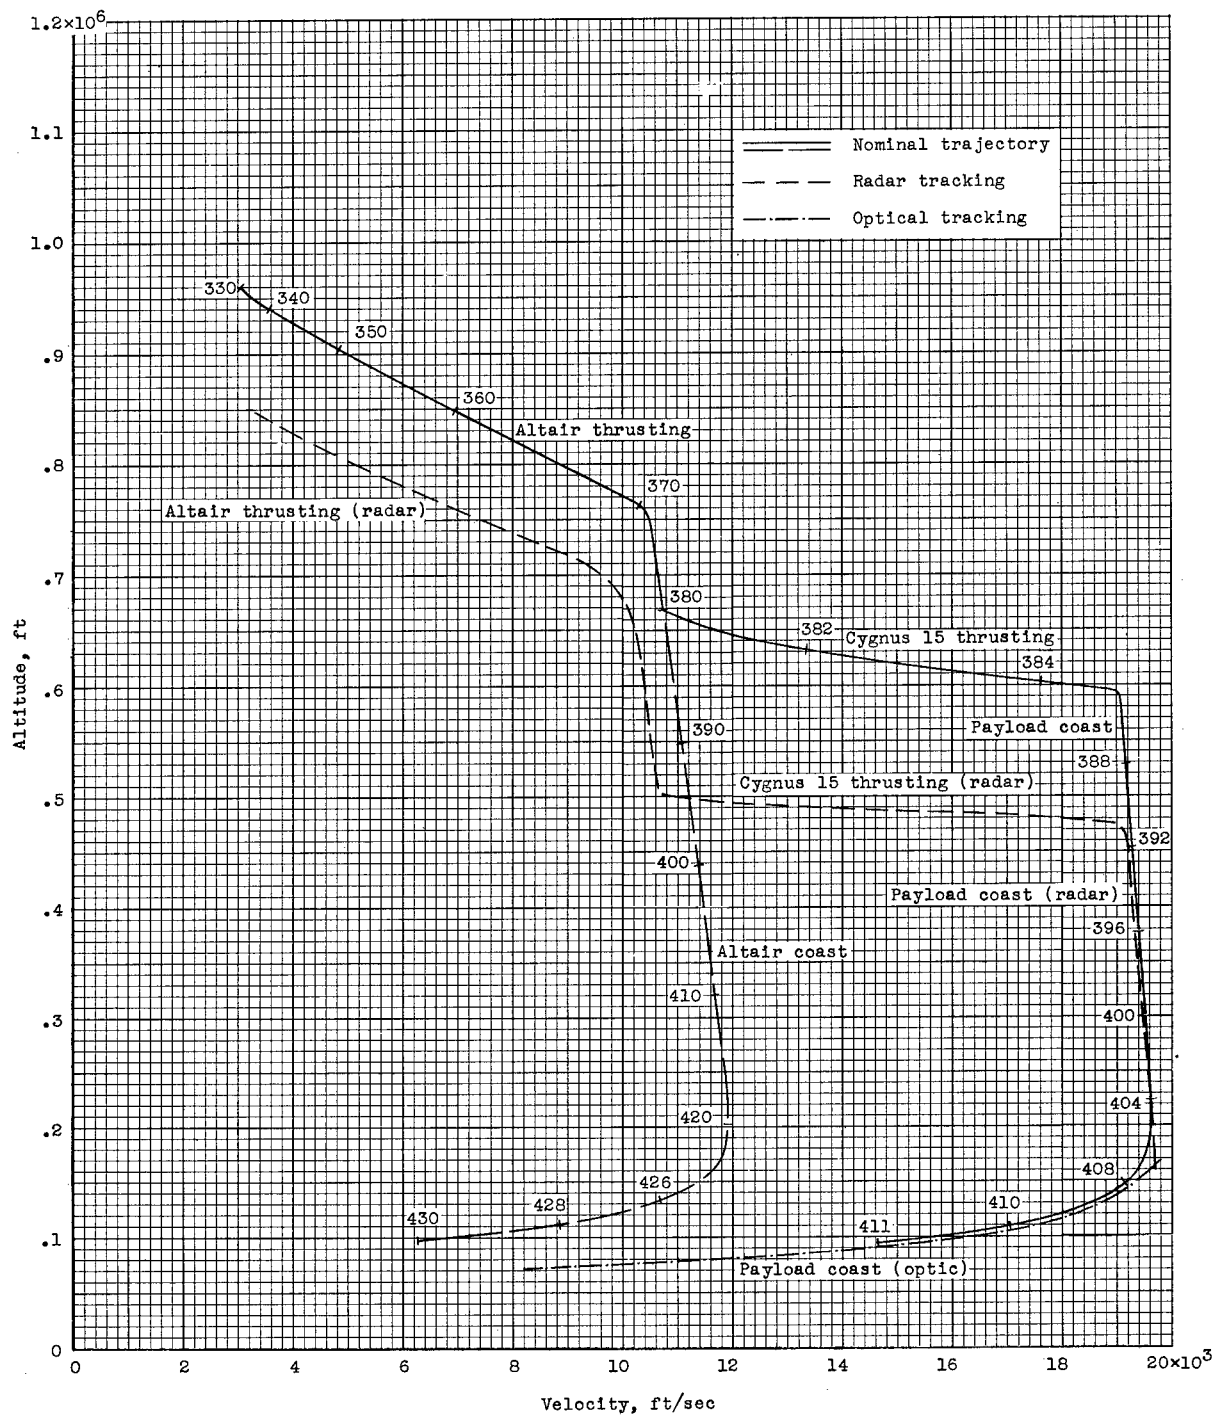 1.2×10⁶
1.1
1.0
.9
.8
.7
.6
.5
.4
.3
.2
.1
0
Altitude, ft
Nominal trajectory
Radar tracking
Optical tracking
330
340
350
360
Altair thrusting
370
Altair thrusting (radar)
380
382
Cygnus 15 thrusting
384
Payload coast
390
388
Cygnus 15 thrusting (radar)
392
400
Payload coast (radar)
396
Altair coast
410
400
404
420
408
426
428
430
410
411
Payload coast (optic)
0 2 4 6 8 10 12 14 16 18 20×10³
Velocity, ft/sec